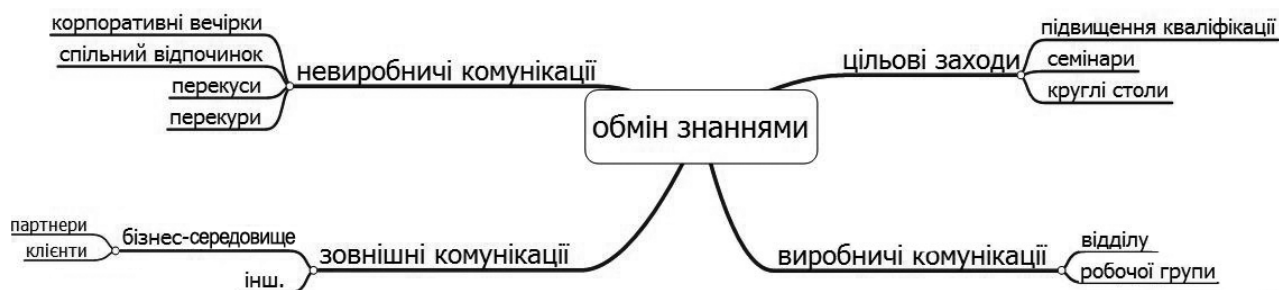 корпоративні вечірки
спільний відпочинок
перекуси
перекури
невиробничі комунікації
цільові заходи
підвищення кваліфікації
семінари
круглі столи
обмін знаннями
партнери
клієнти
бізнес-середовище
інш.
зовнішні комунікації
виробничі комунікації
відділу
робочої групи